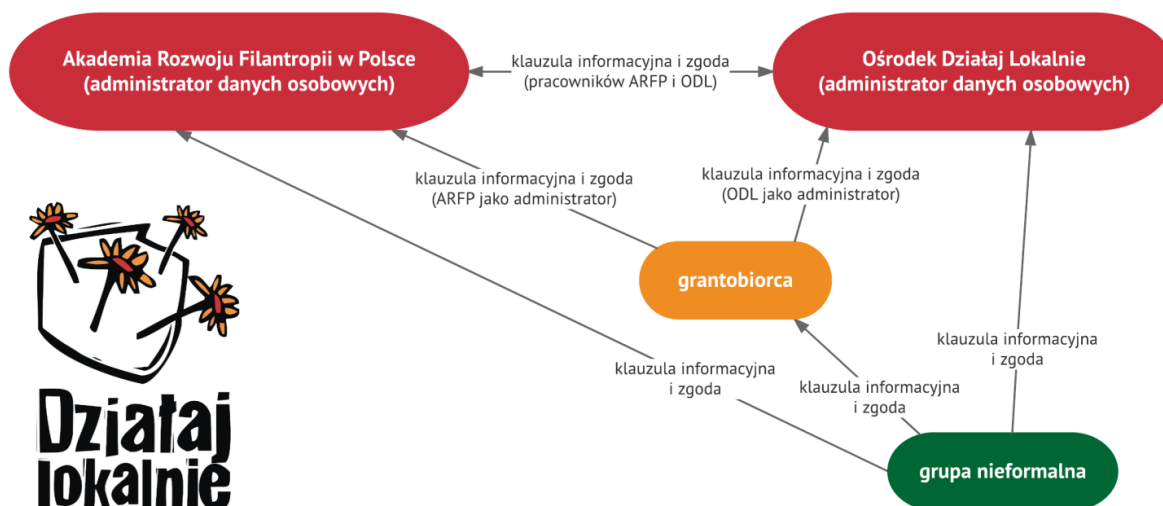 Akademia Rozwoju Filantropii w Polsce
(administrator danych osobowych)
klauzula informacyjna i zgoda
(pracowników ARFP i ODL)
Ośrodek Działaj Lokalnie
(administrator danych osobowych)
klauzula informacyjna i zgoda
(ARFP jako administrator)
klauzula informacyjna i zgoda
(ODL jako administrator)
grantobiorca
klauzula informacyjna
i zgoda
klauzula informacyjna
i zgoda
klauzula informacyjna
i zgoda
grupa nieformalna
Działaj
lokalnie